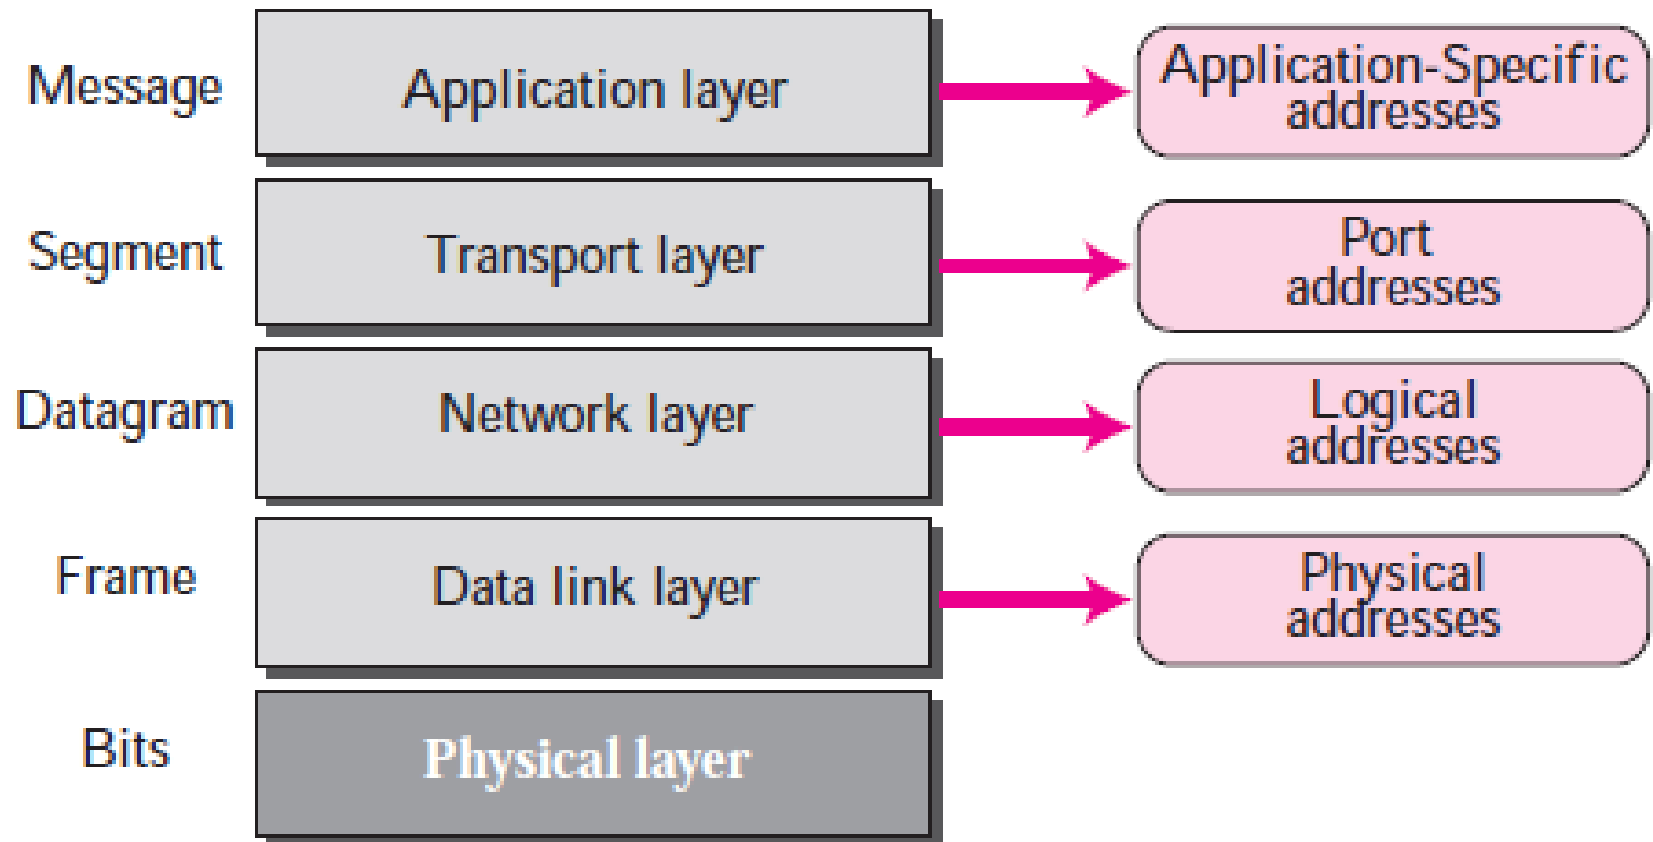 Message
Application layer
Application-Specific
addresses
Segment
Transport layer
Port
addresses
Datagram
Network layer
Logical
addresses
Frame
Data link layer
Physical
addresses
Bits
Physical layer